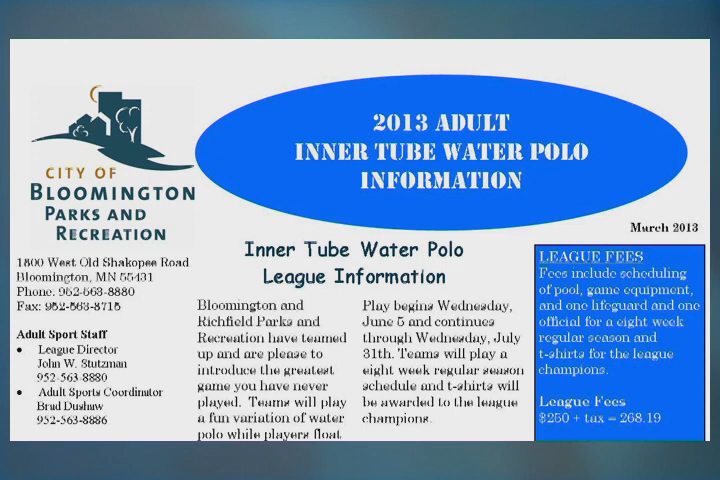 CITY OF
BLOOMINGTON
PARKS AND
RECREATION
1800 West Old Shakopee Road
Bloomington, MN 55431
Phone: 952-563-8880
Fax: 952-563-8715
Adult Sport Staff
• League Director
John W. Stutzman
952-563-8880
• Adult Sports Coordinator
Brad
952-563-8886
2013 ADULT
INNER TUBE WATER POLO
INFORMATION
March 2013
Inner Tube Water Polo
League Information
Bloomington and
Richfield Parks and
Recreation have teamed
up and are please to
introduce the greatest
game you have never
played. Teams will play
a fun variation of water
polo while players float
Play begins Wednesday,
June 5 and continues
through Wednesday, July
31th. Teams will play a
eight week regular season
schedule and t-shirts will
be awarded to the league
champions.
LEAGUE FEES
Fees include scheduling
of pool, game equipment,
and one lifeguard and one
official for a eight week
regular season and
t-shirts for the league
champions.
League Fees
$250 + tax = 268.19